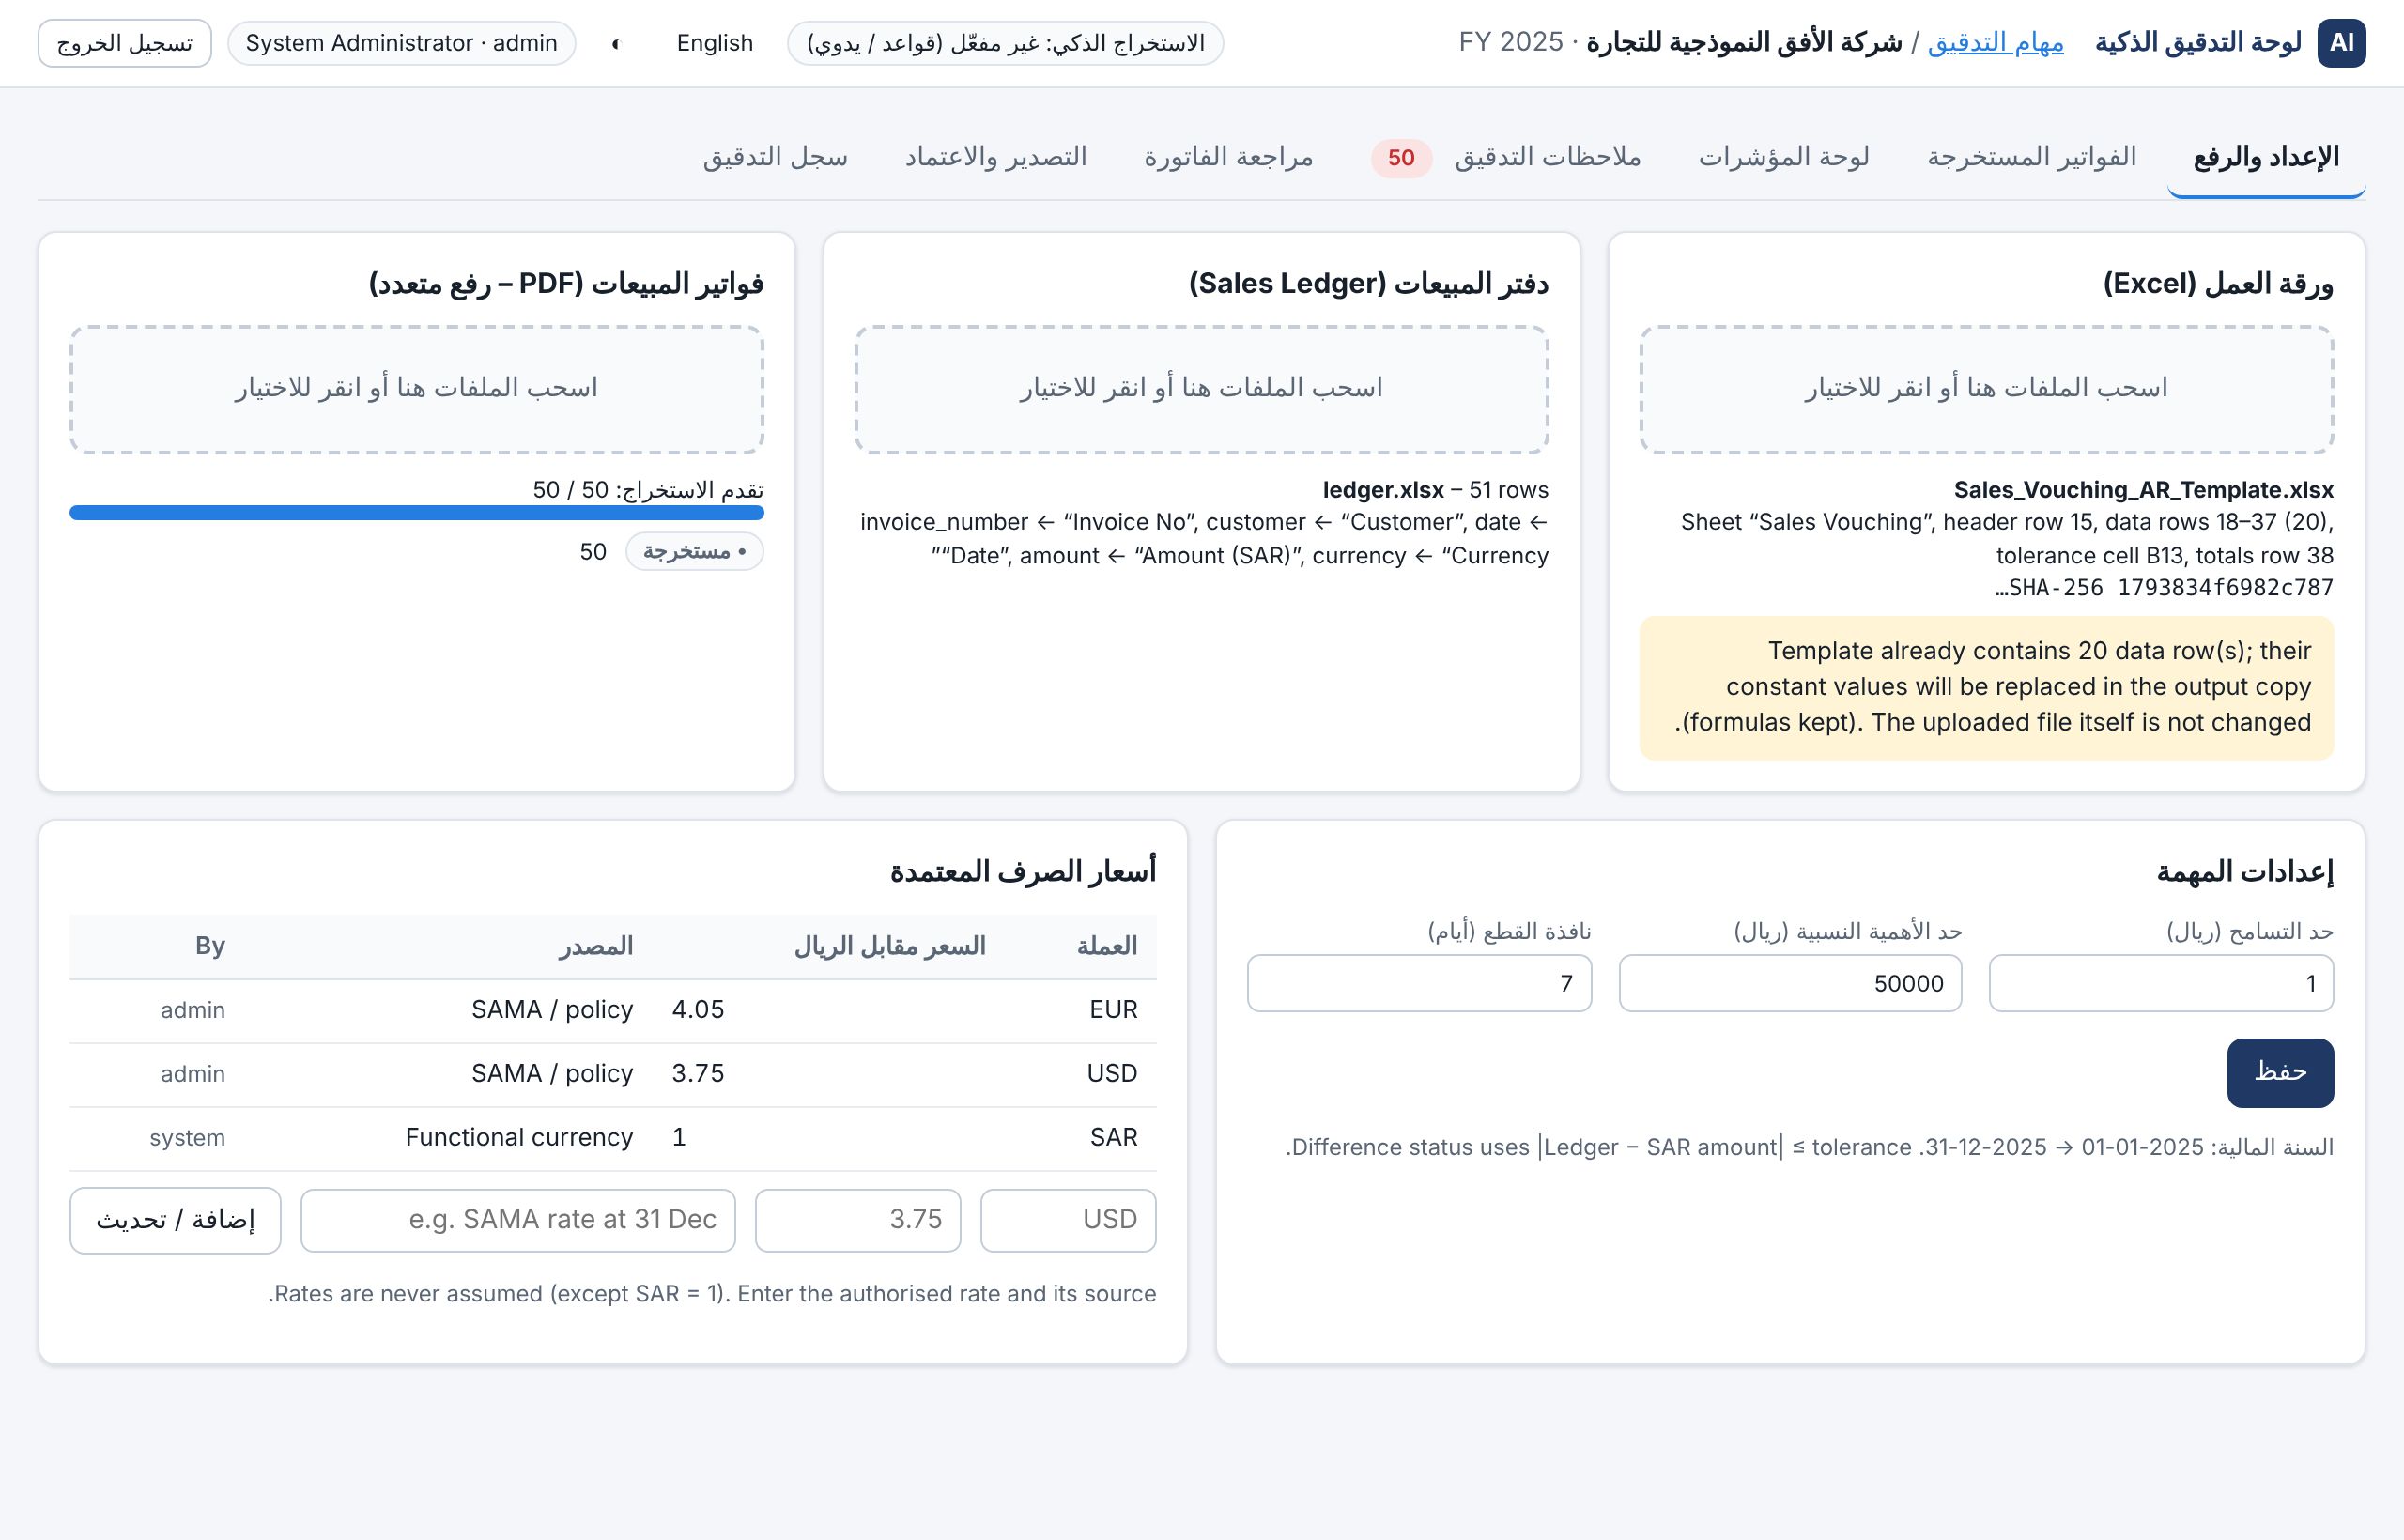 AI لوحة التدقيق الذكية مهام التدقيق / شركة الأفق النموذجية للتجارة · FY 2025
الاستخراج الذكي: غير مفعّل (قواعد / يدوي)
English
System Administrator · admin
تسجيل الخروج
الإعداد والرفع
الفواتير المستخرجة
لوحة المؤشرات
ملاحظات التدقيق 50
مراجعة الفاتورة
التصدير والاعتماد
سجل التدقيق
ورقة العمل (Excel)
اسحب الملفات هنا أو انقر للاختيار
Sales_Vouching_AR_Template.xlsx
Sheet “Sales Vouching”, header row 15, data rows 18–37 (20),
tolerance cell B13, totals row 38
…SHA-256 1793834f6982c787
Template already contains 20 data row(s); their
constant values will be replaced in the output copy
.(formulas kept). The uploaded file itself is not changed
دفتر المبيعات (Sales Ledger)
اسحب الملفات هنا أو انقر للاختيار
ledger.xlsx – 51 rows
invoice_number ← “Invoice No”, customer ← “Customer”, date ←
”“Date”, amount ← “Amount (SAR)”, currency ← “Currency
فواتير المبيعات (PDF – رفع متعدد)
اسحب الملفات هنا أو انقر للاختيار
تقدم الاستخراج: 50 / 50
• مستخرجة 50
إعدادات المهمة
حد التسامح (ريال)
1
حد الأهمية النسبية (ريال)
50000
نافذة القطع (أيام)
7
حفظ
السنة المالية: 2025-01-01 → 2025-12-31. Difference status uses |Ledger − SAR amount| ≤ tolerance.
أسعار الصرف المعتمدة
العملة السعر مقابل الريال المصدر By
EUR 4.05 SAMA / policy admin
USD 3.75 SAMA / policy admin
SAR 1 Functional currency system
USD 3.75 e.g. SAMA rate at 31 Dec إضافة / تحديث
.Rates are never assumed (except SAR = 1). Enter the authorised rate and its source